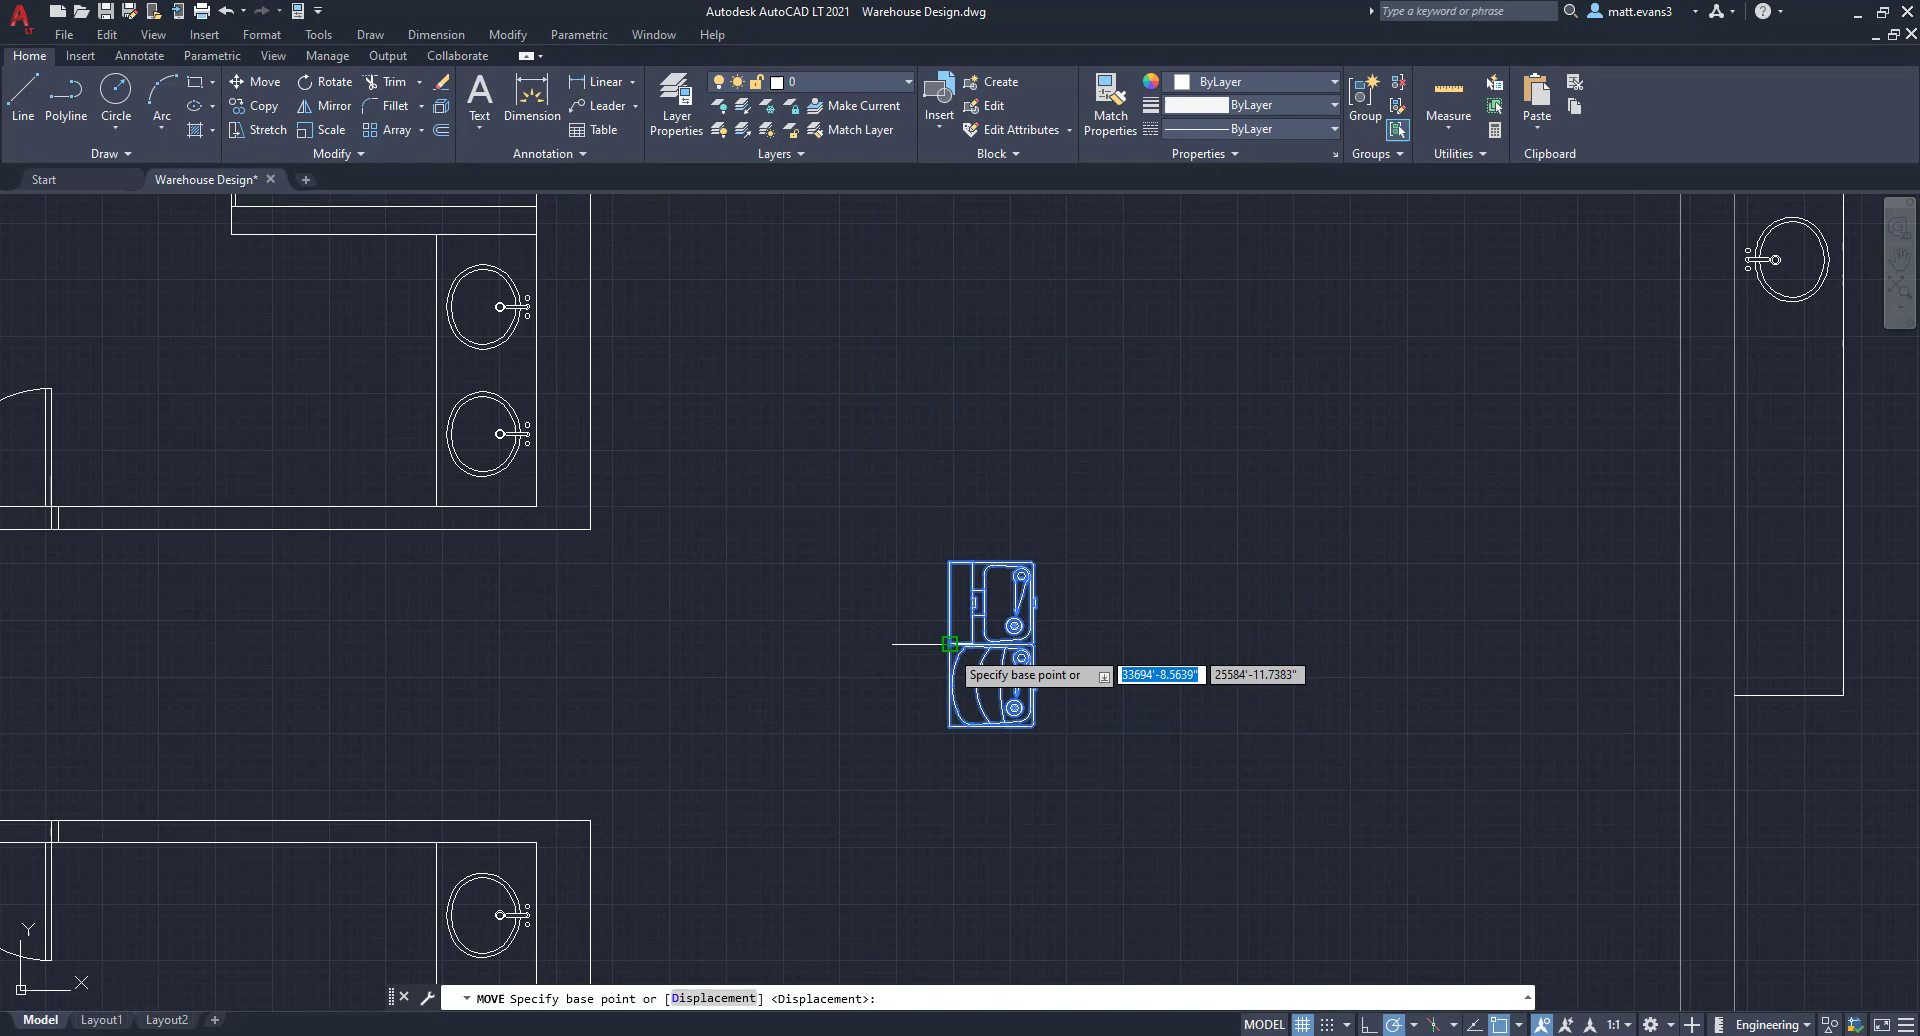 Autodesk AutoCAD LT 2021 Warehouse Design.dwg
Type a keyword or phrase
matt.evans3
LT
File Edit View Insert Format Tools Draw Dimension Modify Parametric Window Help
Home Insert Annotate Parametric View Manage Output Collaborate
Line Polyline Circle Arc
Move Rotate Trim
Copy Mirror Fillet
Stretch Scale Array
Text Dimension
Linear
Leader
Table
Layer Properties
0
Make Current
Match Layer
Insert
Create
Edit
Edit Attributes
Match Properties
ByLayer
ByLayer
ByLayer
Group
Measure
Paste
Draw Modify Annotation Layers Block Properties Groups Utilities Clipboard
Start Warehouse Design*
Specify base point or 33694'-8.5639" 25584'-11.7383"
Y
X
MOVE Specify base point or [Displacement] <Displacement>:
Model Layout1 Layout2
MODEL 1:1 Engineering